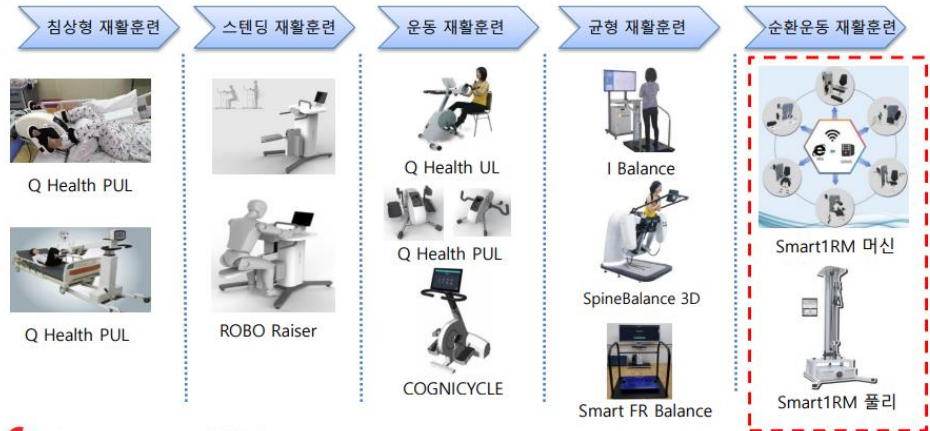 침상형 재활훈련
스텐딩 재활훈련
운동 재활훈련
균형 재활훈련
순환운동 재활훈련
Q Health PUL
Q Health PUL
ROBO Raiser
Q Health UL
Q Health PUL
COGNICYCLE
I Balance
SpineBalance 3D
Smart FR Balance
Smart1RM 머신
Smart1RM 풀리